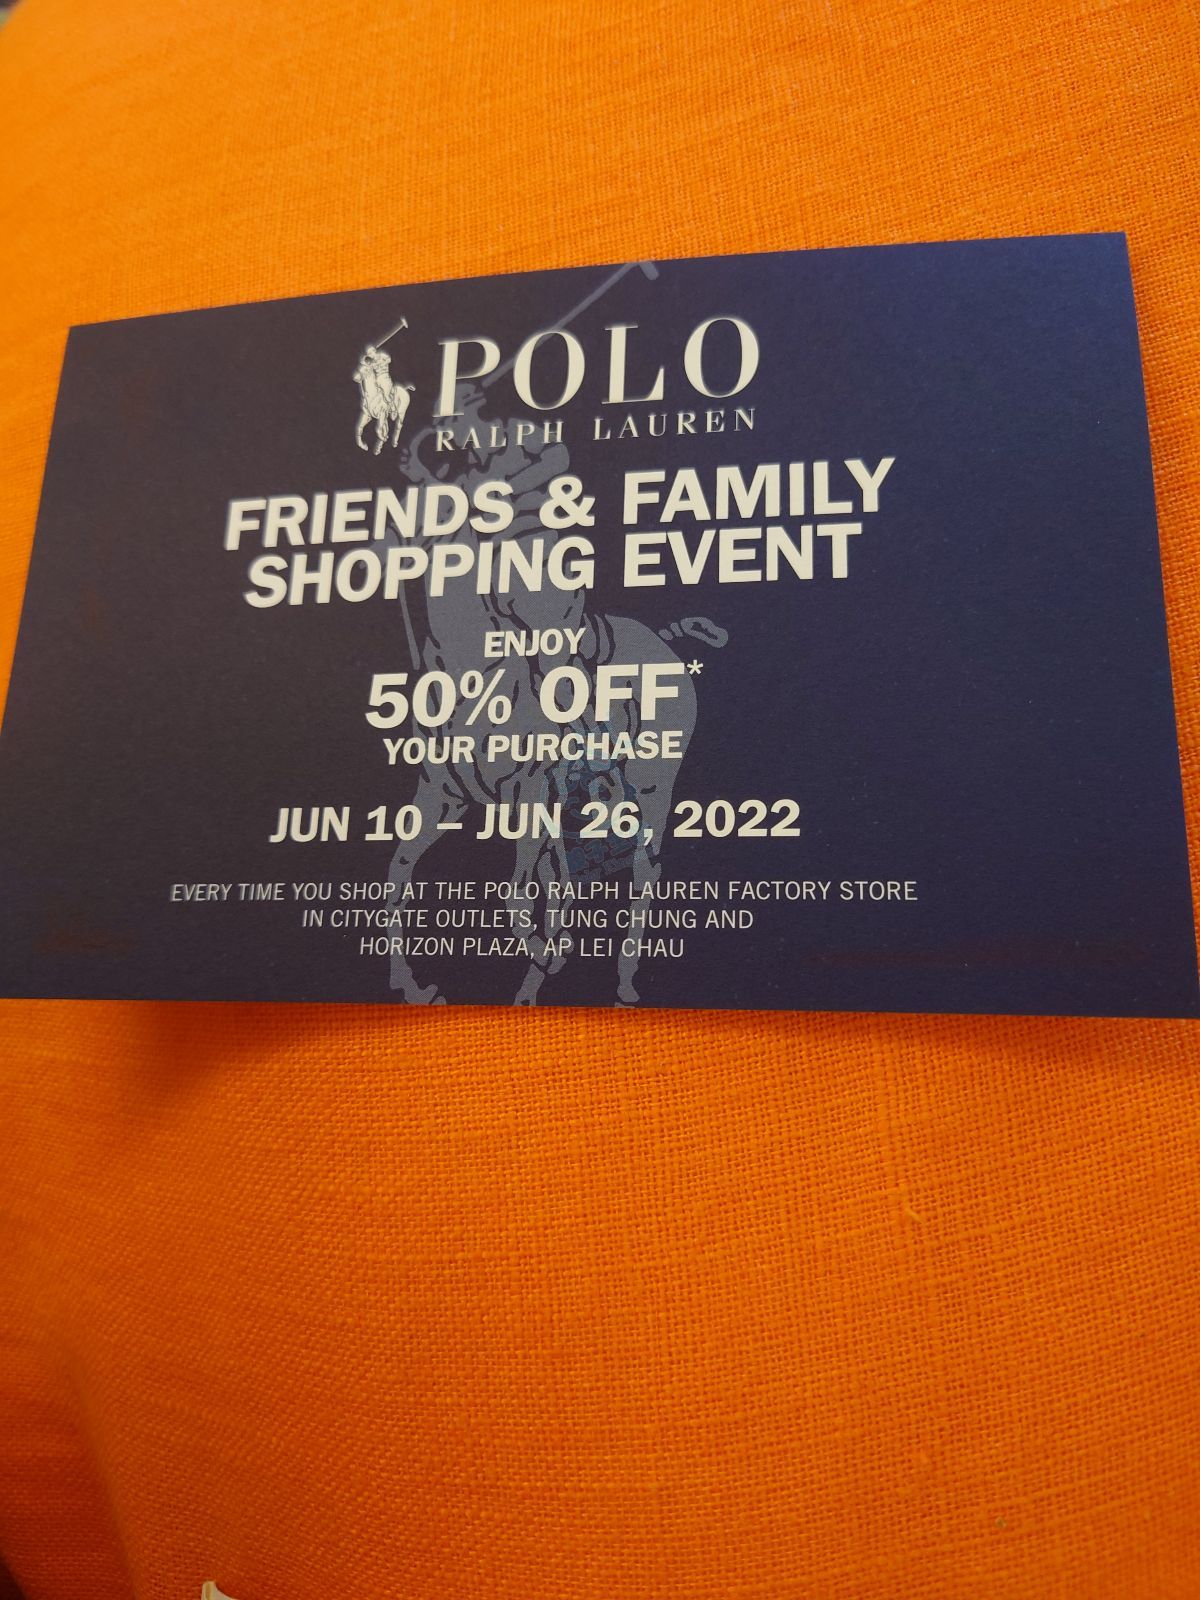 POLO
RALPH LAUREN
FRIENDS & FAMILY
SHOPPING EVENT
ENJOY
50% OFF*
YOUR PURCHASE
JUN 10 – JUN 26, 2022
EVERY TIME YOU SHOP AT THE POLO RALPH LAUREN FACTORY STORE
IN CITYGATE OUTLETS, TUNG CHUNG AND
HORIZON PLAZA, AP LEI CHAU